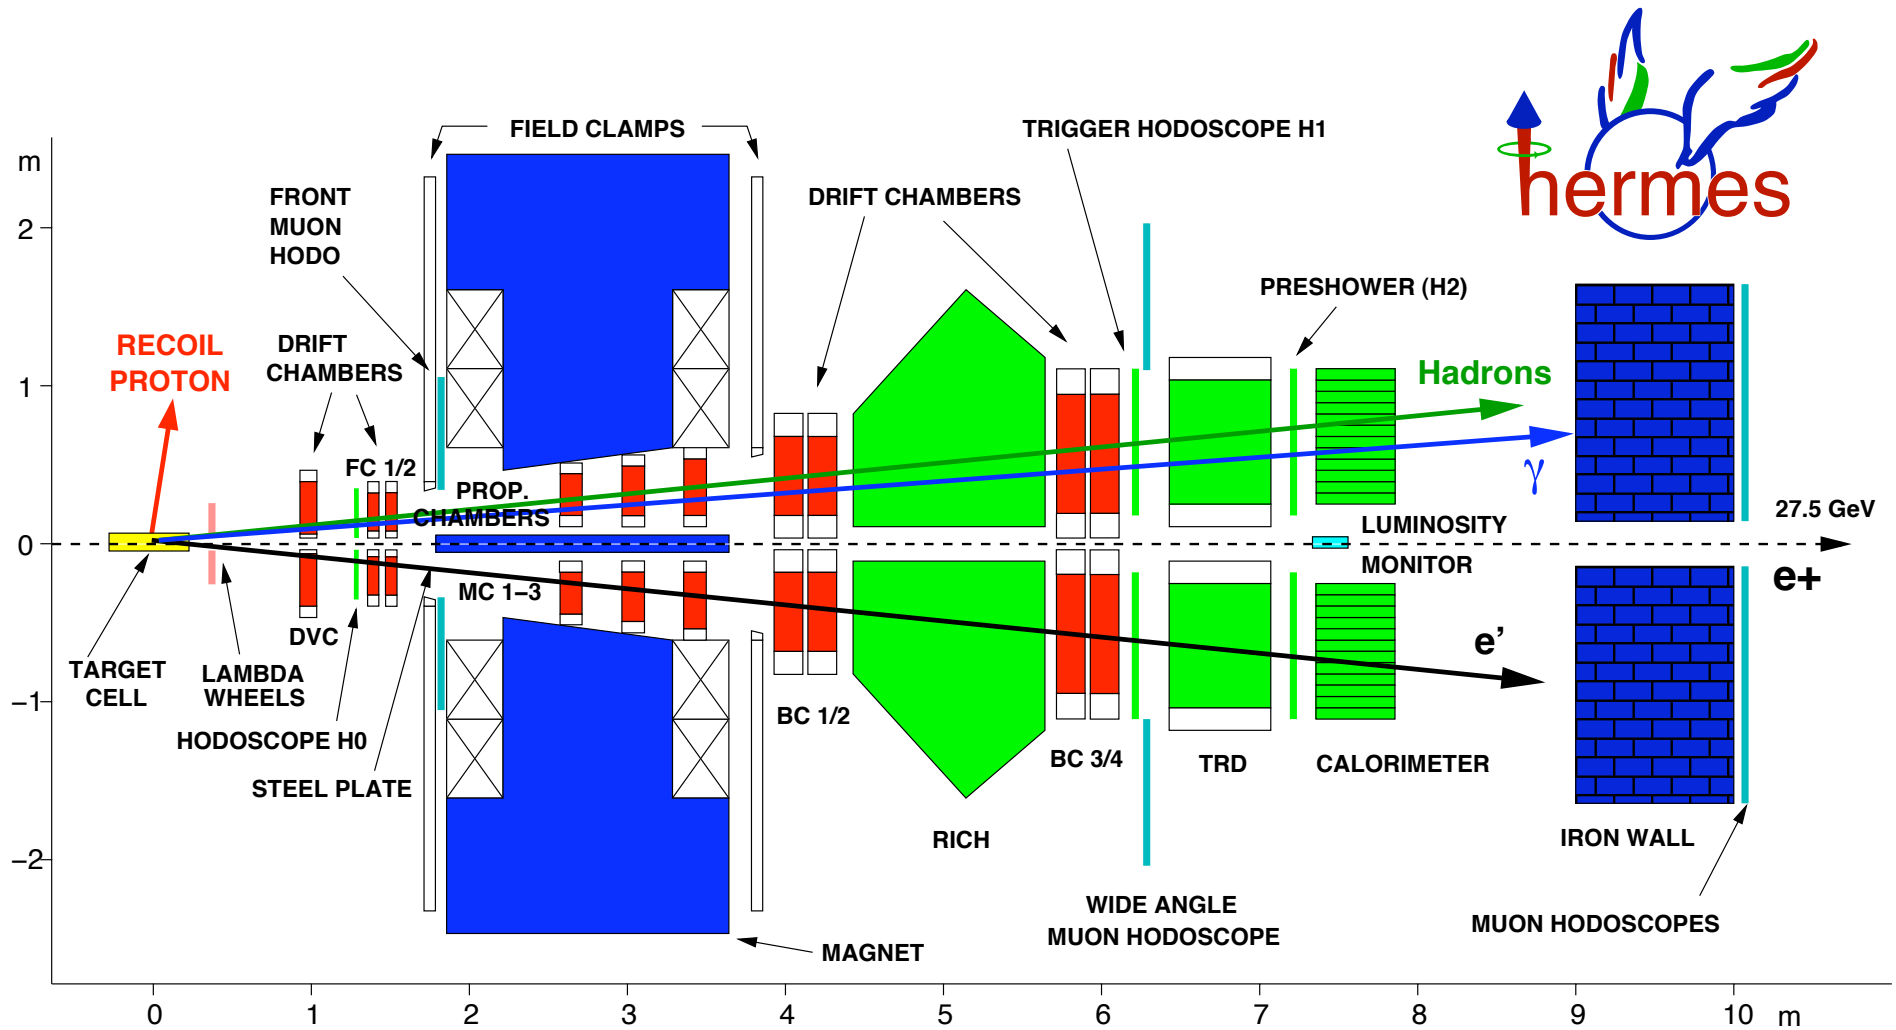 hermes
FIELD CLAMPS
TRIGGER HODOSCOPE H1
m
FRONT
MUON
HODO
DRIFT CHAMBERS
2
PRESHOWER (H2)
RECOIL
PROTON
DRIFT
CHAMBERS
1
Hadrons
FC 1/2
PROP.
CHAMBERS
γ
27.5 GeV
LUMINOSITY
MONITOR
0
e+
MC 1–3
DVC
e’
TARGET
CELL
LAMBDA
WHEELS
–1
BC 1/2
HODOSCOPE H0
BC 3/4
TRD
CALORIMETER
STEEL PLATE
RICH
IRON WALL
–2
WIDE ANGLE
MUON HODOSCOPE
MUON HODOSCOPES
MAGNET
0 1 2 3 4 5 6 7 8 9 10 m